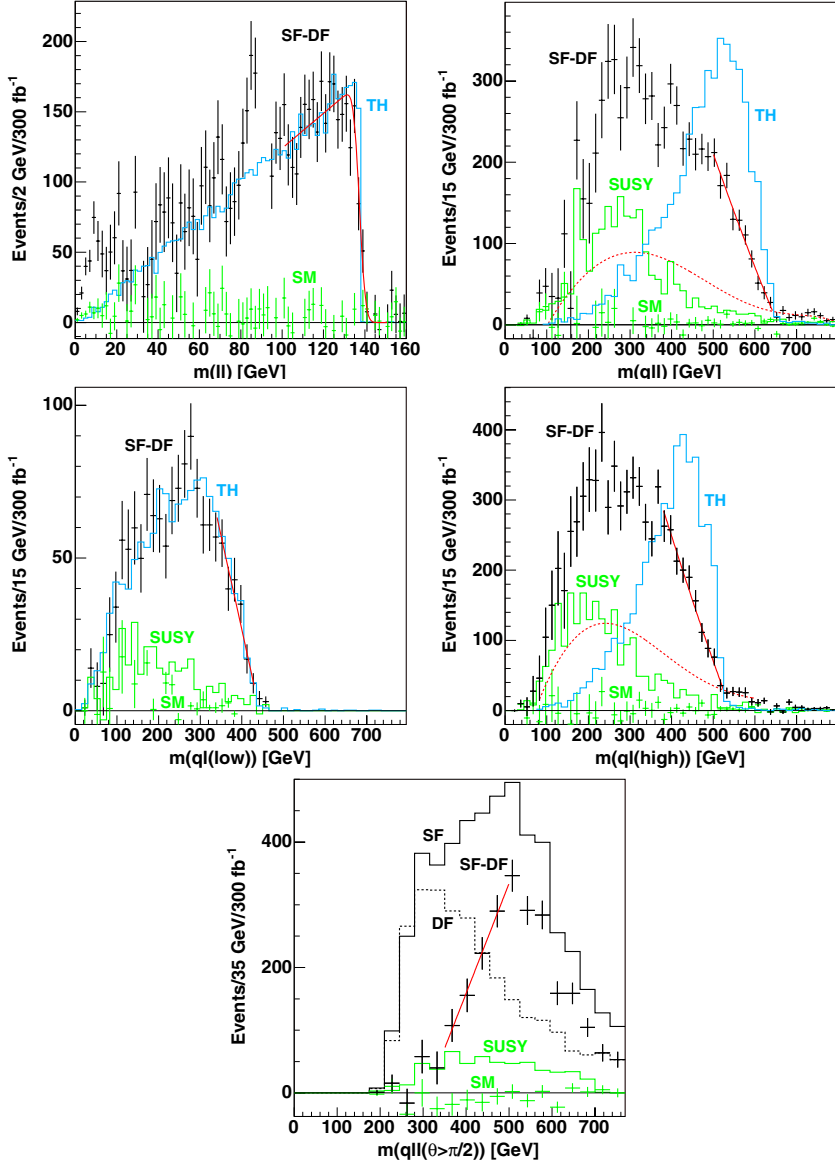 Events/2 GeV/300 fb⁻¹
200
150
100
50
0
SF-DF
TH
SM
0 20 40 60 80 100 120 140 160
m(ll) [GeV]
Events/15 GeV/300 fb⁻¹
300
200
100
0
SF-DF
TH
SUSY
SM
0 100 200 300 400 500 600 700
m(qll) [GeV]
Events/15 GeV/300 fb⁻¹
100
50
0
SF-DF
TH
SUSY
SM
0 100 200 300 400 500 600 700
m(ql(low)) [GeV]
Events/15 GeV/300 fb⁻¹
400
300
200
100
0
SF-DF
TH
SUSY
SM
0 100 200 300 400 500 600 700
m(ql(high)) [GeV]
Events/35 GeV/300 fb⁻¹
400
200
0
SF
SF-DF
DF
SUSY
SM
0 100 200 300 400 500 600 700
m(qll(θ>π/2)) [GeV]